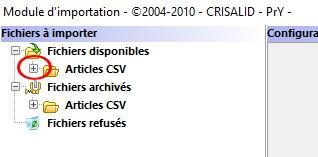 Module d'importation - ©2004-2010 - CRISALID - PrY -
Fichiers à importer
Configura
Fichiers disponibles
Articles CSV
Fichiers archivés
Articles CSV
Fichiers refusés